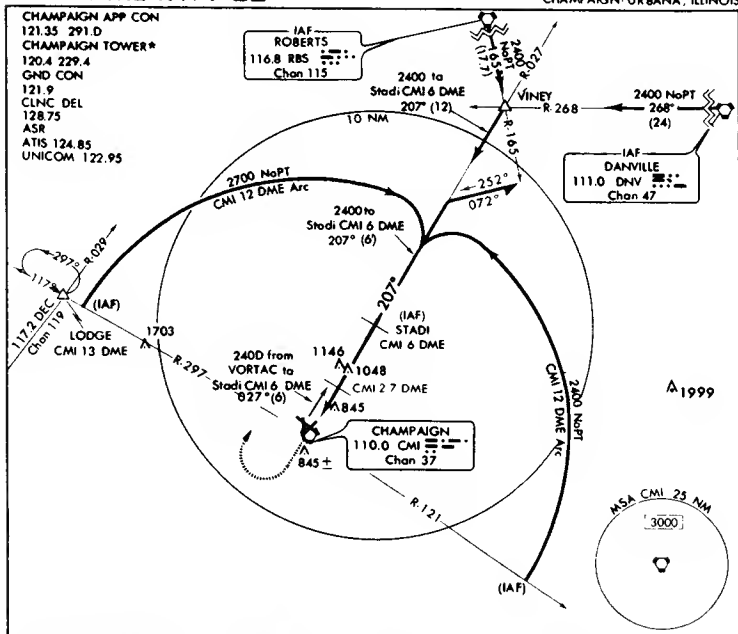 CHAMPAIGN-URBANA, ILLINOIS
CHAMPAIGN APP CON
121.35 291.D
CHAMPAIGN TOWER*
120.4 229.4
GND CON
121.9
CLNC DEL
128.75
ASR
ATIS 124.85
UNICOM 122.95
IAF
ROBERTS
116.8 RBS
Chan 115
2400
NoPT
165°
(17.7)
R-027
2400 to
Stadi CMI 6 DME
207° (12)
VINEY
R-268
2400 NoPT
268°
(24)
R-165
10 NM
IAF
DANVILLE
111.0 DNV
Chan 47
2700 NoPT
CMI 12 DME Arc
252°
072°
2400 to
Stadi CMI 6 DME
207° (6)
297°
R-029
117°
207°
(IAF)
117.2 DEC
Chan 119
LODGE
CMI 13 DME
1703
R-297
(IAF)
STADI
CMI 6 DME
240D from
VORTAC to
Stadi CMI 6 DME
027°(6)
1146
1048
CMI 2 7 DME
845
2400 NoPT
CMI 12 DME Arc
1999
CHAMPAIGN
110.0 CMI
Chan 37
845 ±
R-121
MSA CMI 25 NM
3000
(IAF)